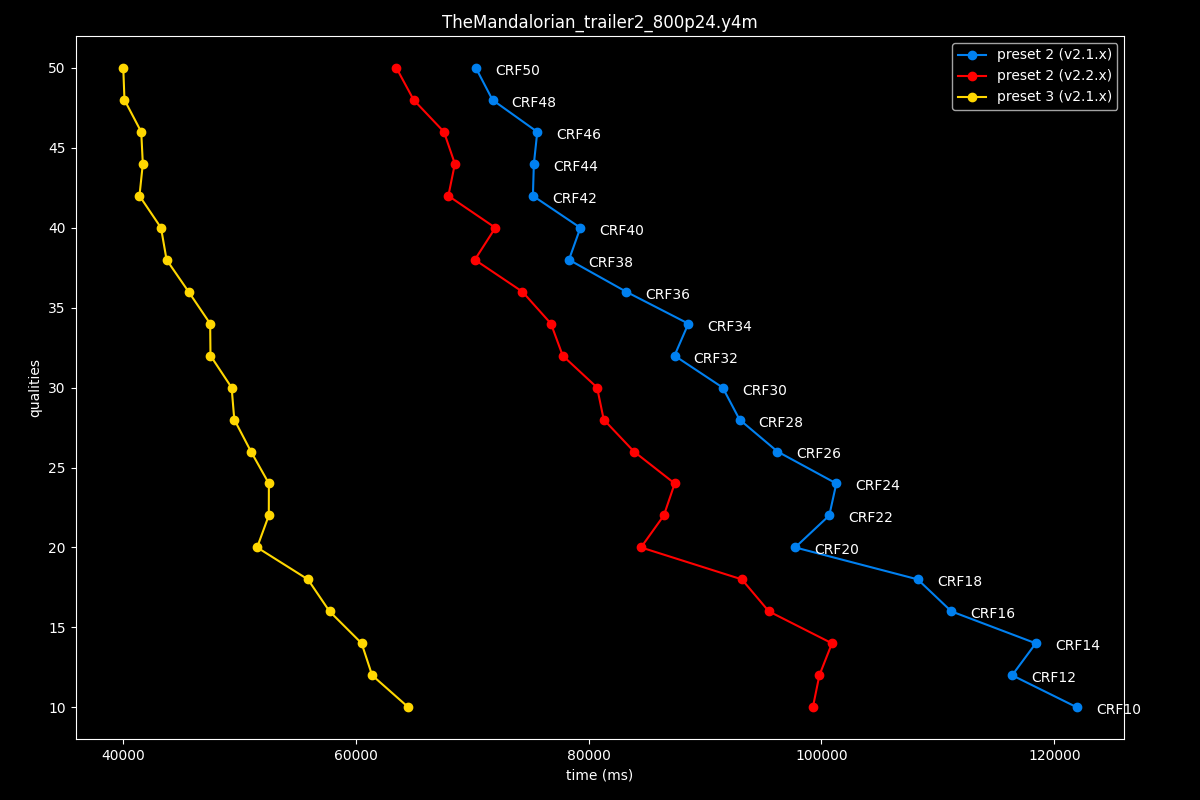 TheMandalorian_trailer2_800p24.y4m
preset 2 (v2.1.x)
preset 2 (v2.2.x)
preset 3 (v2.1.x)
50
CRF50
CRF48
45
CRF46
CRF44
CRF42
40
CRF40
CRF38
35
CRF36
CRF34
CRF32
30
CRF30
CRF28
25
CRF26
CRF24
CRF22
20
CRF20
CRF18
15
CRF16
CRF14
CRF12
10
CRF10
qualities
40000 60000 80000 100000 120000
time (ms)